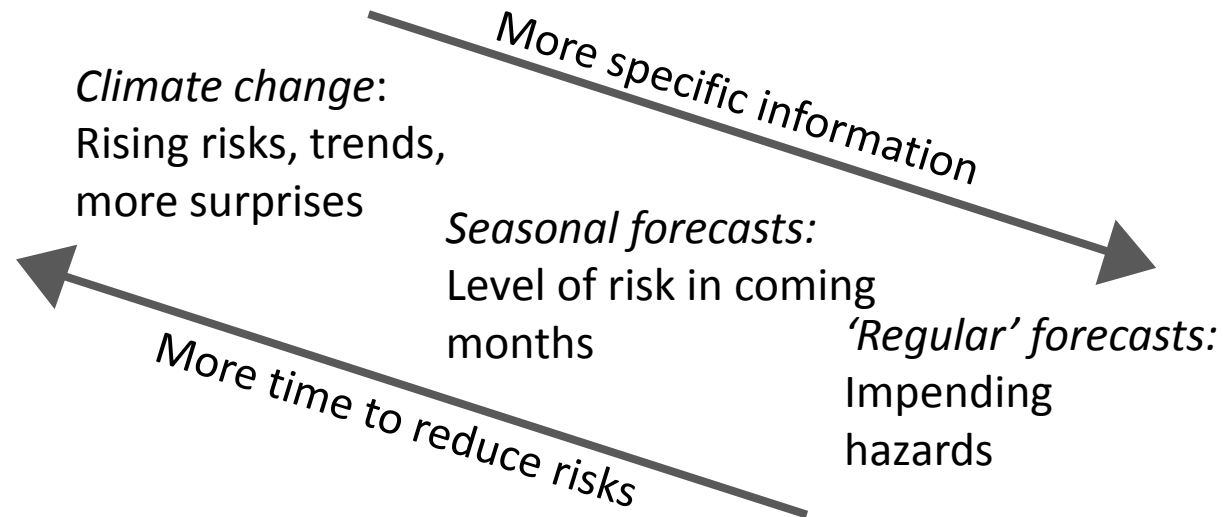 More specific information
Climate change:
Rising risks, trends,
more surprises
Seasonal forecasts:
Level of risk in coming
months
‘Regular’ forecasts:
Impending
hazards
More time to reduce risks